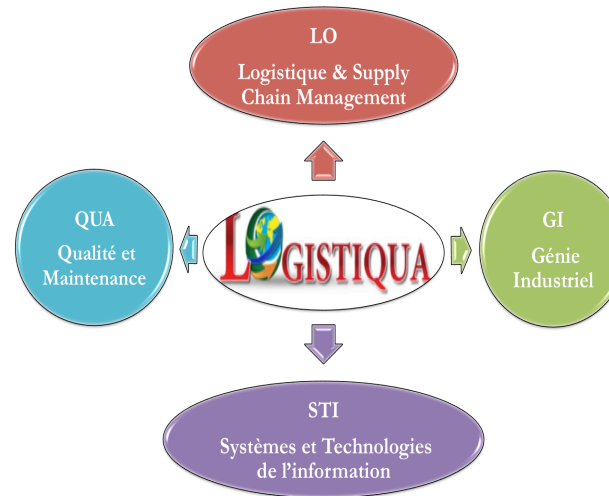 LO
Logistique & Supply
Chain Management
QUA
Qualité et
Maintenance
LOGISTIQUA
GI
Génie
Industriel
STI
Systèmes et Technologies
de l'information